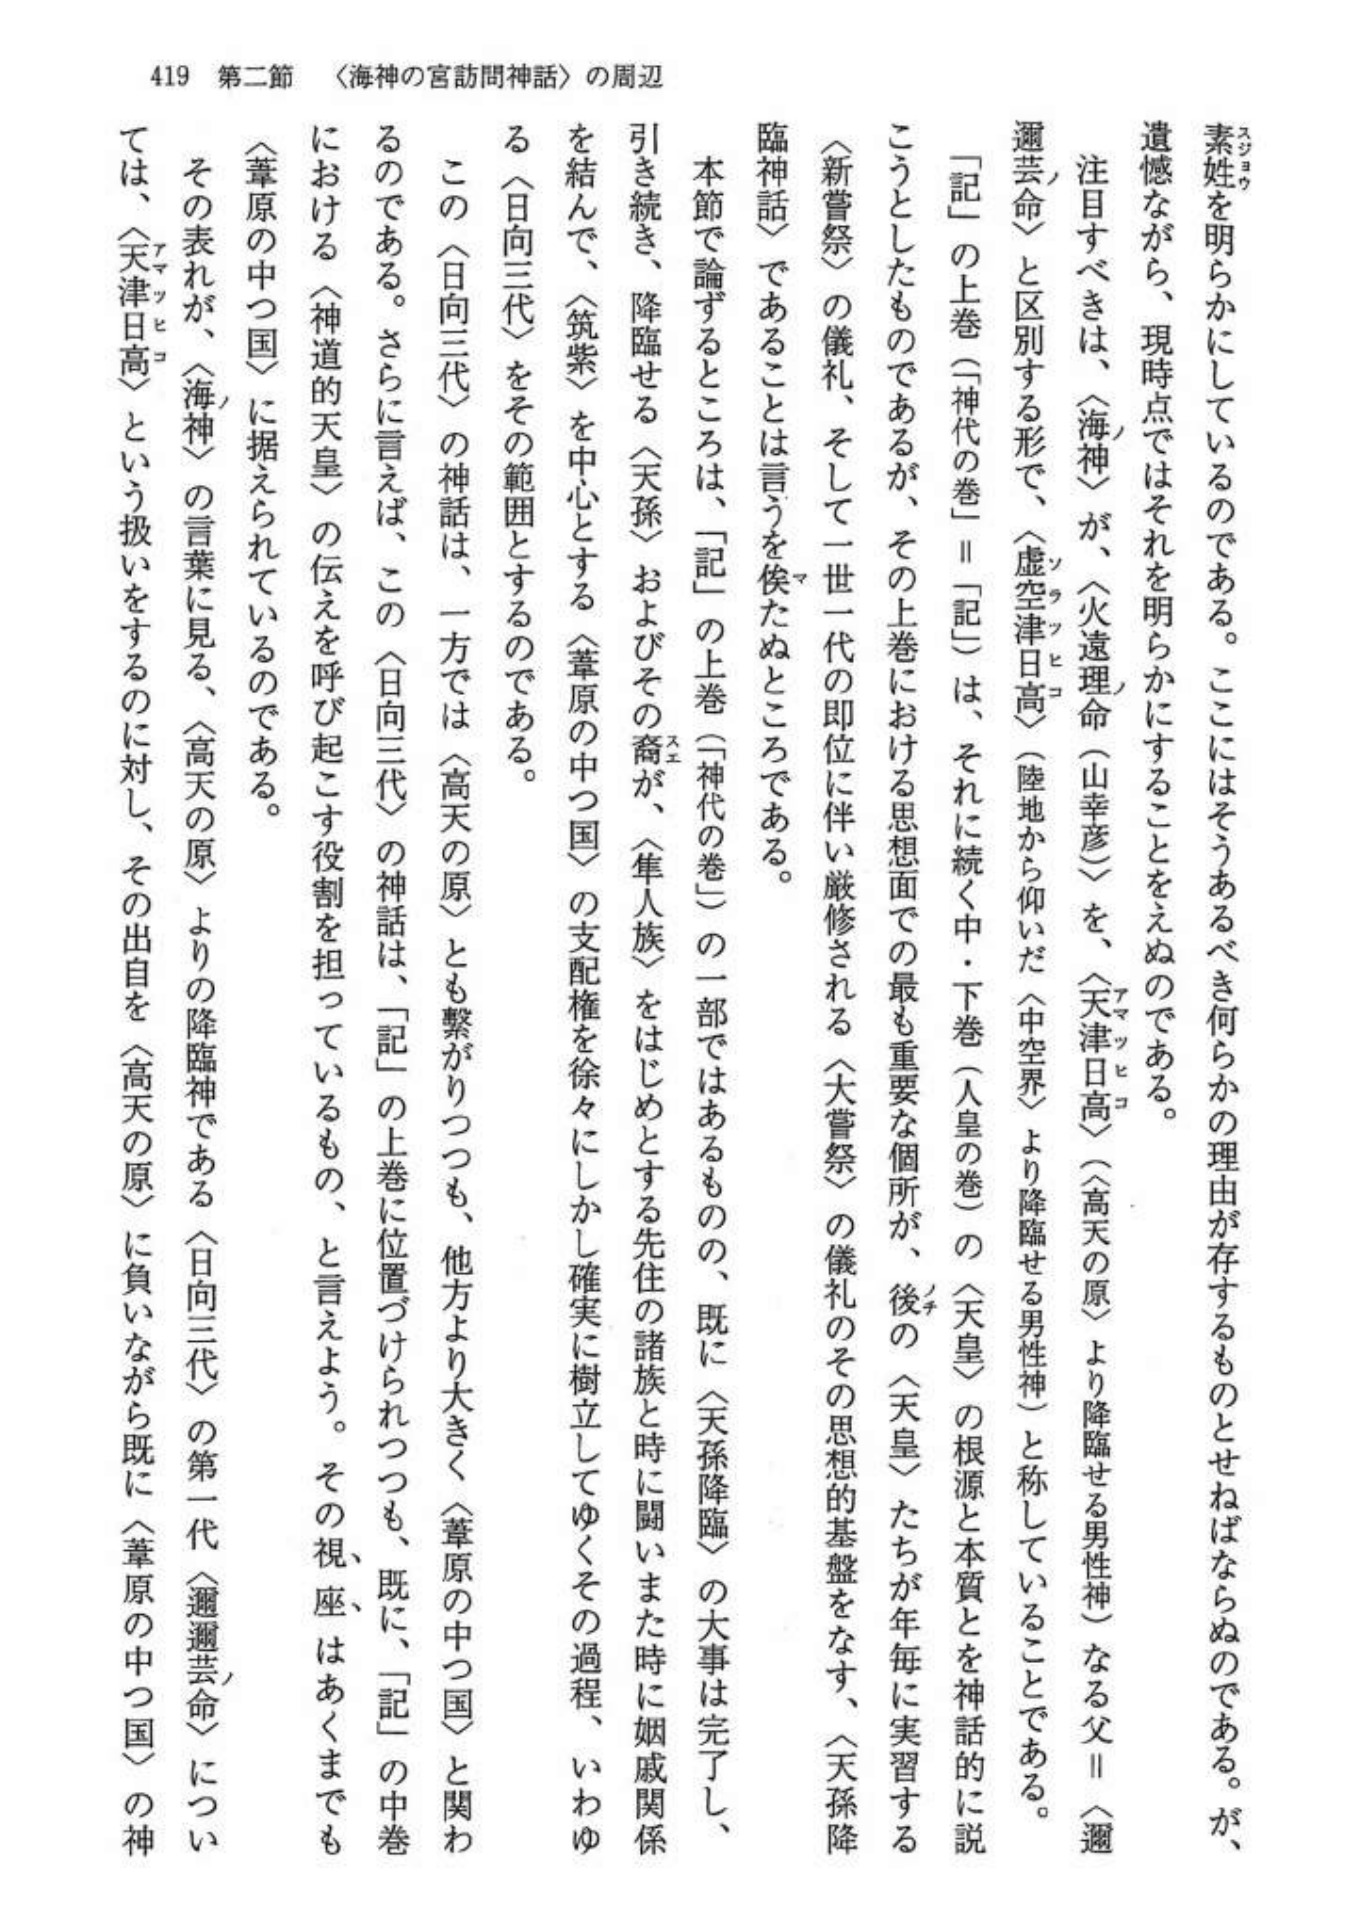 419 第二節 〈海神の宮訪問神話〉の周辺
素姓を明らかにしているのである。ここにはそうあるべき何らかの理由が存するものとせねばならぬのである。が、
遺憾ながら、現時点ではそれを明らかにすることをえぬのである。
注目すべきは、〈海神〉が、〈火遠理命（山幸彦）〉を、〈天津日高〉（〈高天の原〉より降臨せる男性神）なる父＝〈邇
邇芸命〉と区別する形で、〈虚空津日高〉（陸地から仰いだ〈中空界〉より降臨せる男性神）と称していることである。
「記」の上巻（「神代の巻」＝「記」）は、それに続く中・下巻（人皇の巻）の〈天皇〉の根源と本質とを神話的に説
こうとしたものであるが、その上巻における思想面での最も重要な個所が、後の〈天皇〉たちが年毎に実習する
〈新嘗祭〉の儀礼、そして一世一代の即位に伴い厳修される〈大嘗祭〉の儀礼のその思想的基盤をなす、〈天孫降
臨神話〉であることは言うを俟たぬところである。
本節で論ずるところは、「記」の上巻（「神代の巻」）の一部ではあるものの、既に〈天孫降臨〉の大事は完了し、
引き続き、降臨せる〈天孫〉およびその裔が、〈隼人族〉をはじめとする先住の諸族と時に闘いまた時に姻戚関係
を結んで、〈筑紫〉を中心とする〈葦原の中つ国〉の支配権を徐々にしかし確実に樹立してゆくその過程、いわゆ
る〈日向三代〉をその範囲とするのである。
この〈日向三代〉の神話は、一方では〈高天の原〉とも繋がりつつも、他方より大きく〈葦原の中つ国〉と関わ
るのである。さらに言えば、この〈日向三代〉の神話は、「記」の上巻に位置づけられつつも、既に、「記」の中巻
における〈神道的天皇〉の伝えを呼び起こす役割を担っているもの、と言えよう。その視座はあくまでも
〈葦原の中つ国〉に据えられているのである。
その表れが、〈海神〉の言葉に見る、〈高天の原〉よりの降臨神である〈日向三代〉の第一代〈邇邇芸命〉につい
ては、〈天津日高〉という扱いをするのに対し、その出自を〈高天の原〉に負いながら既に〈葦原の中つ国〉の神